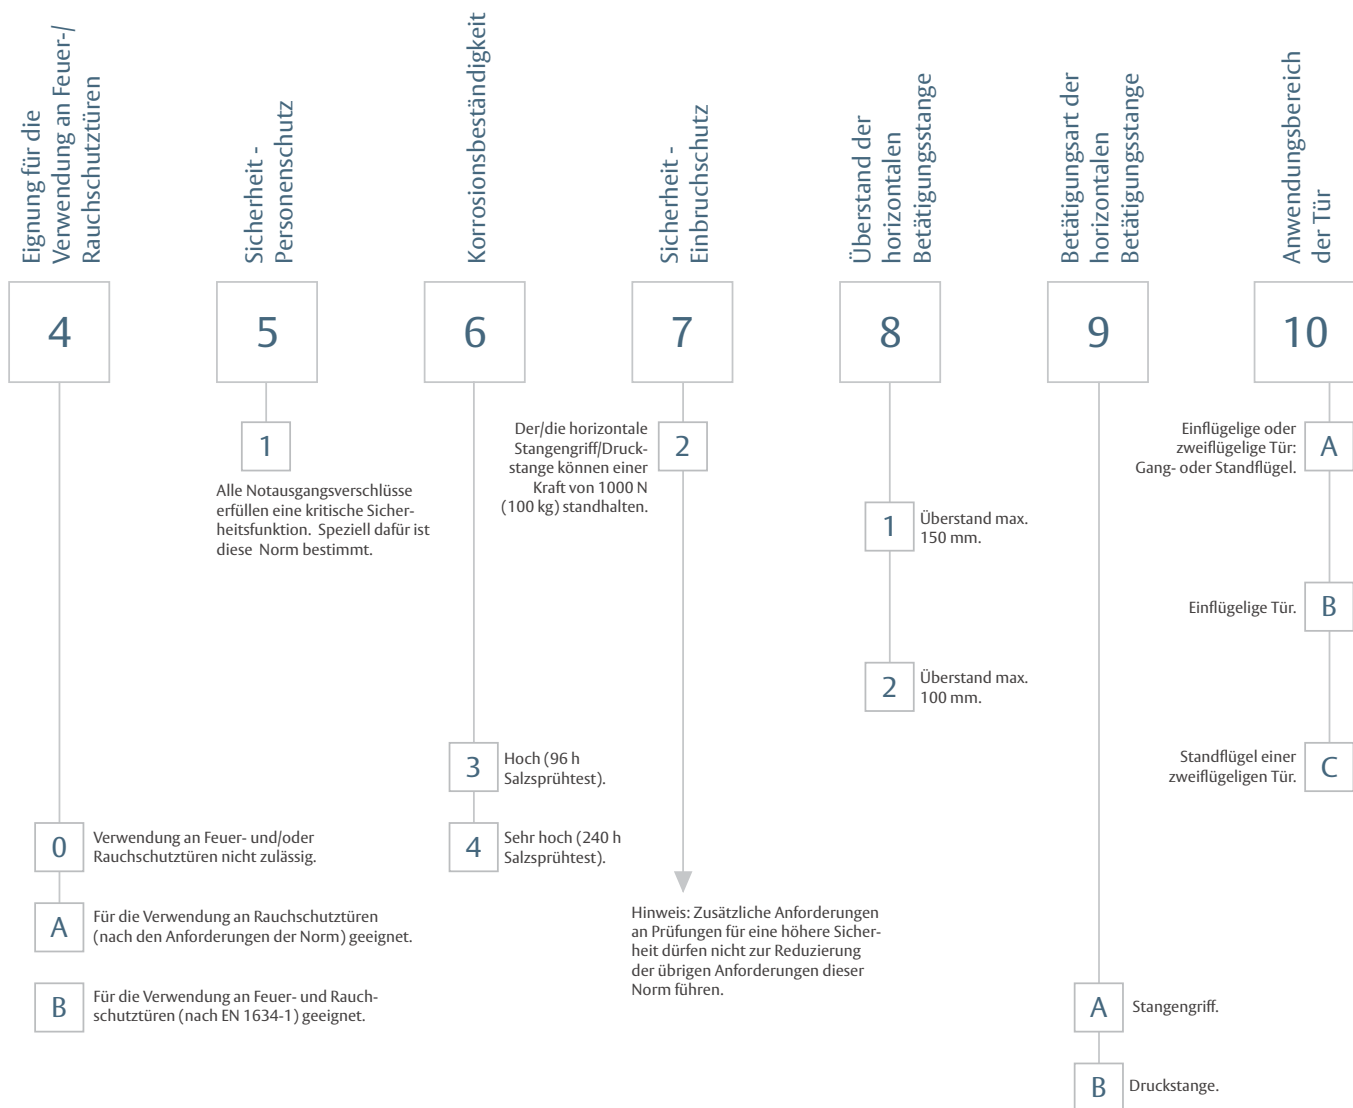 Eignung für die
Verwendung an Feuer-/
Rauchschutztüren
4
0
Verwendung an Feuer- und/oder
Rauchschutztüren nicht zulässig.
A
Für die Verwendung an Rauchschutztüren
(nach den Anforderungen der Norm) geeignet.
B
Für die Verwendung an Feuer- und Rauch-
schutztüren (nach EN 1634-1) geeignet.
Sicherheit -
Personenschutz
5
1
Alle Notausgangsverschlüsse
erfüllen eine kritische Sicher-
heitsfunktion. Speziell dafür ist
diese Norm bestimmt.
Korrosionsbeständigkeit
6
3
Hoch (96 h
Salzsprühtest).
4
Sehr hoch (240 h
Salzsprühtest).
Sicherheit -
Einbruchschutz
7
Der/die horizontale
Stangengriff/Druck-
stange können einer
Kraft von 1000 N
(100 kg) standhalten.
2
Hinweis: Zusätzliche Anforderungen
an Prüfungen für eine höhere Sicher-
heit dürfen nicht zur Reduzierung
der übrigen Anforderungen dieser
Norm führen.
Überstand der
horizontalen
Betätigungsstange
8
1
Überstand max.
150 mm.
2
Überstand max.
100 mm.
Betätigungsart der
horizontalen
Betätigungsstange
9
A
Stangengriff.
B
Druckstange.
Anwendungsbereich
der Tür
10
Einflügelige oder
zweiflügelige Tür:
Gang- oder Standflügel.
A
Einflügelige Tür.
B
Standflügel einer
zweiflügeligen Tür.
C